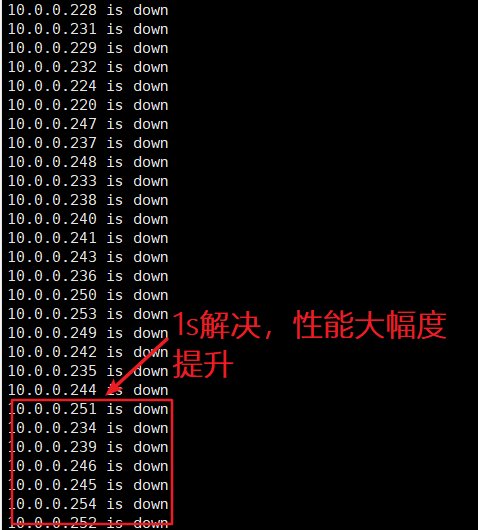 10.0.0.228 is down
10.0.0.231 is down
10.0.0.229 is down
10.0.0.232 is down
10.0.0.224 is down
10.0.0.220 is down
10.0.0.247 is down
10.0.0.237 is down
10.0.0.248 is down
10.0.0.233 is down
10.0.0.238 is down
10.0.0.240 is down
10.0.0.241 is down
10.0.0.243 is down
10.0.0.236 is down
10.0.0.250 is down
10.0.0.253 is down
10.0.0.249 is down
10.0.0.242 is down
10.0.0.235 is down
10.0.0.244 is down
10.0.0.251 is down
10.0.0.234 is down
10.0.0.239 is down
10.0.0.246 is down
10.0.0.245 is down
10.0.0.254 is down
10.0.0.252 is down
1s解决，性能大幅度
提升